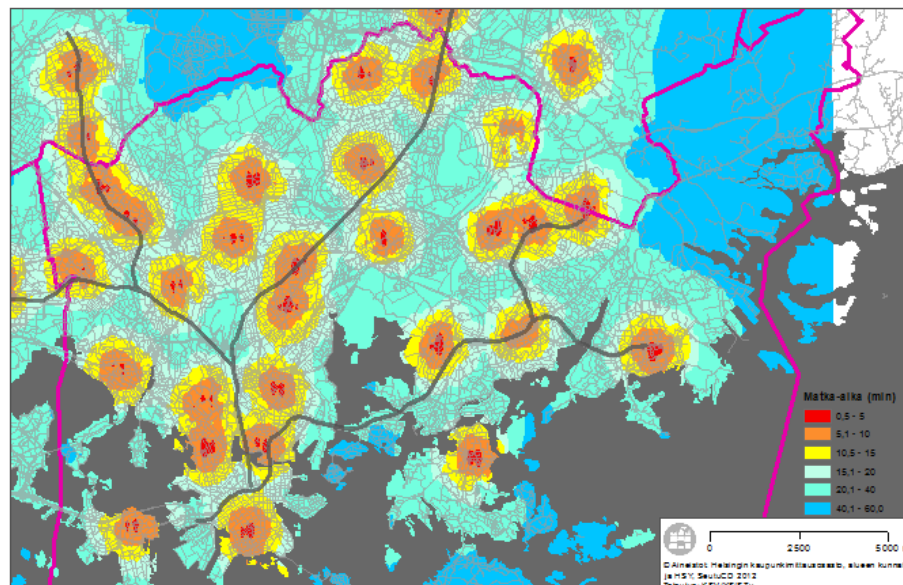 Matka-aika (min)
0,5 - 5
5,1 - 10
10,5 - 15
15,1 - 20
20,1 - 40
40,1 - 60,0
0 2500 5000
© Aineistot: Helsingin kaupunkimittausosasto, alueen kunnat
ja HSY, SeutuCD 2012